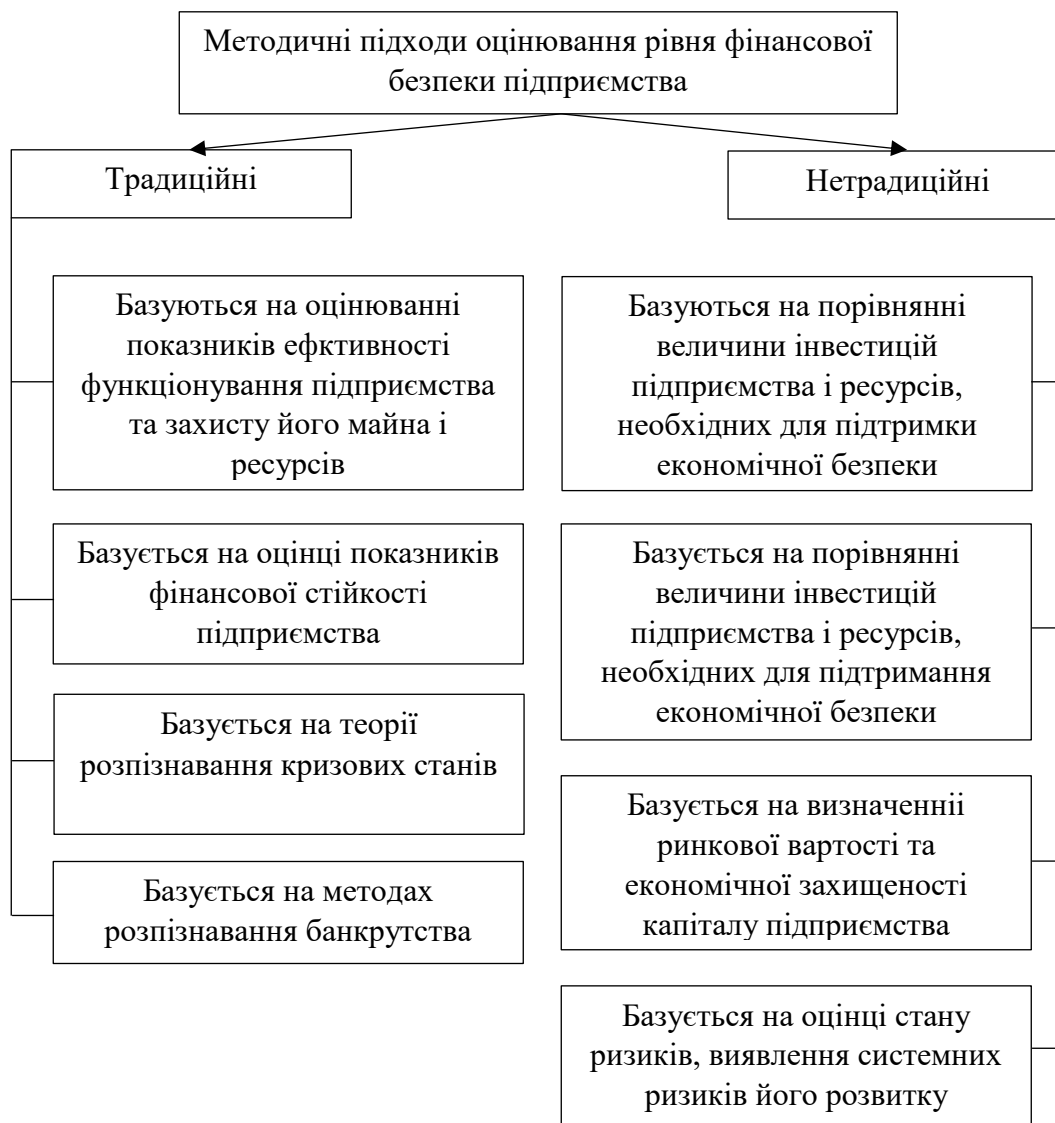 Методичні підходи оцінювання рівня фінансової
безпеки підприємства
Традиційні
Нетрадиційні
Базуються на оцінюванні
показників ефктивності
функціонування підприємства
та захисту його майна і
ресурсів
Базується на оцінці показників
фінансової стійкості
підприємства
Базується на теорії
розпізнавання кризових станів
Базується на методах
розпізнавання банкрутства
Базуються на порівнянні
величини інвестицій
підприємства і ресурсів,
необхідних для підтримки
економічної безпеки
Базується на порівнянні
величини інвестицій
підприємства і ресурсів,
необхідних для підтримання
економічної безпеки
Базується на визначенніі
ринкової вартості та
економічної захищеності
капіталу підприємства
Базується на оцінці стану
ризиків, виявлення системних
ризиків його розвитку